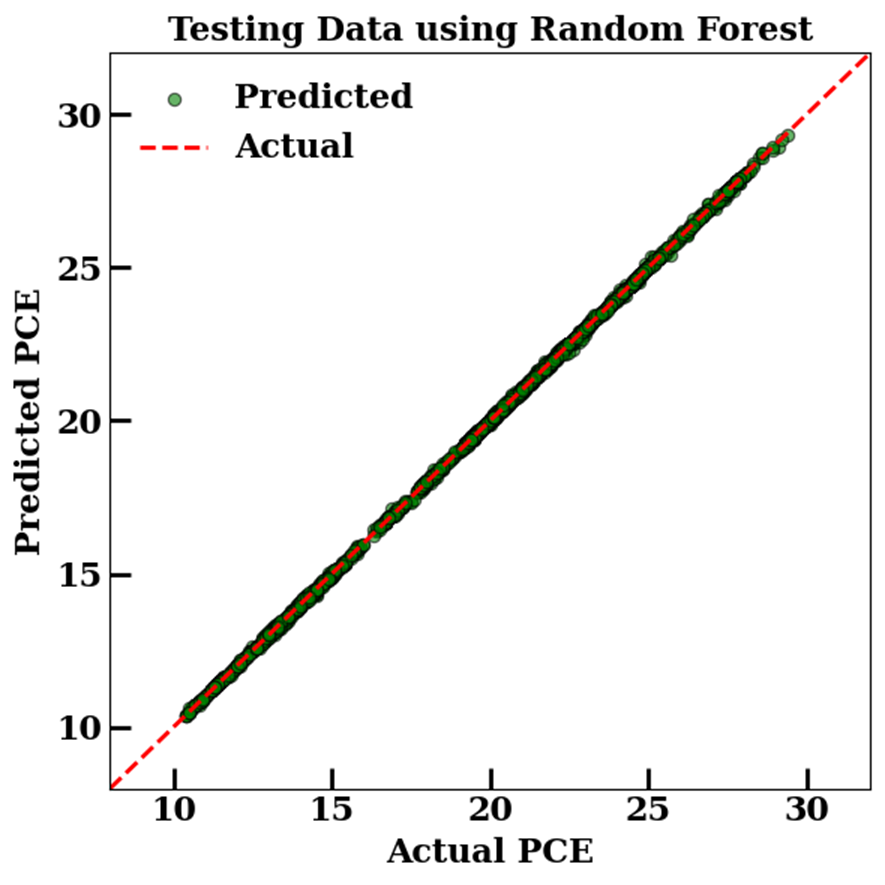 Testing Data using Random Forest
Predicted
Actual
30
25
20
15
10
Predicted PCE
10 15 20 25 30
Actual PCE